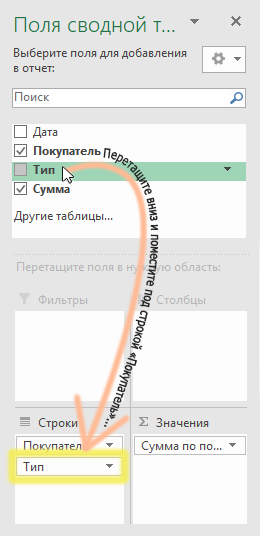 Поля сводной т...
Выберите поля для добавления
в отчет:
Поиск
Дата
Покупатель
Тип
Сумма
Другие таблицы...
Перетащите вниз и поместите под строкой «Покупатель»...
Перетащите поля в нужную область:
Фильтры
Столбцы
Строки
Σ Значения
Покупатель
Сумма по по...
Тип